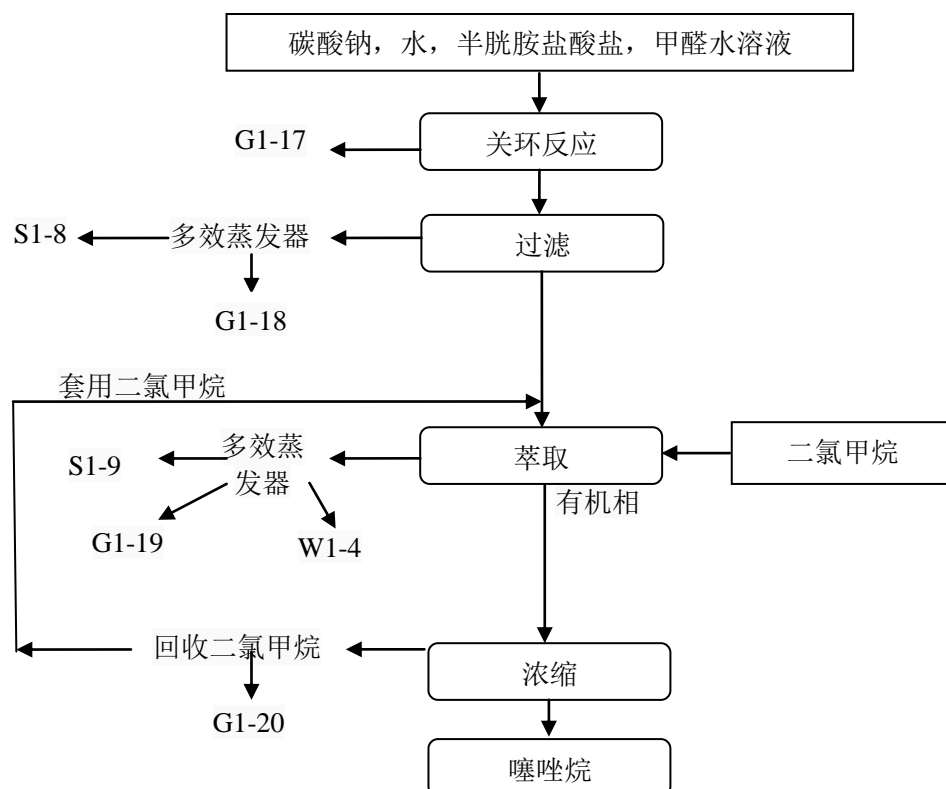 碳酸钠，水，半胱胺盐酸盐，甲醛水溶液
G1-17
关环反应
S1-8
多效蒸发器
过滤
G1-18
套用二氯甲烷
S1-9
多效蒸
发器
萃取
二氯甲烷
有机相
G1-19
W1-4
回收二氯甲烷
浓缩
G1-20
噻唑烷